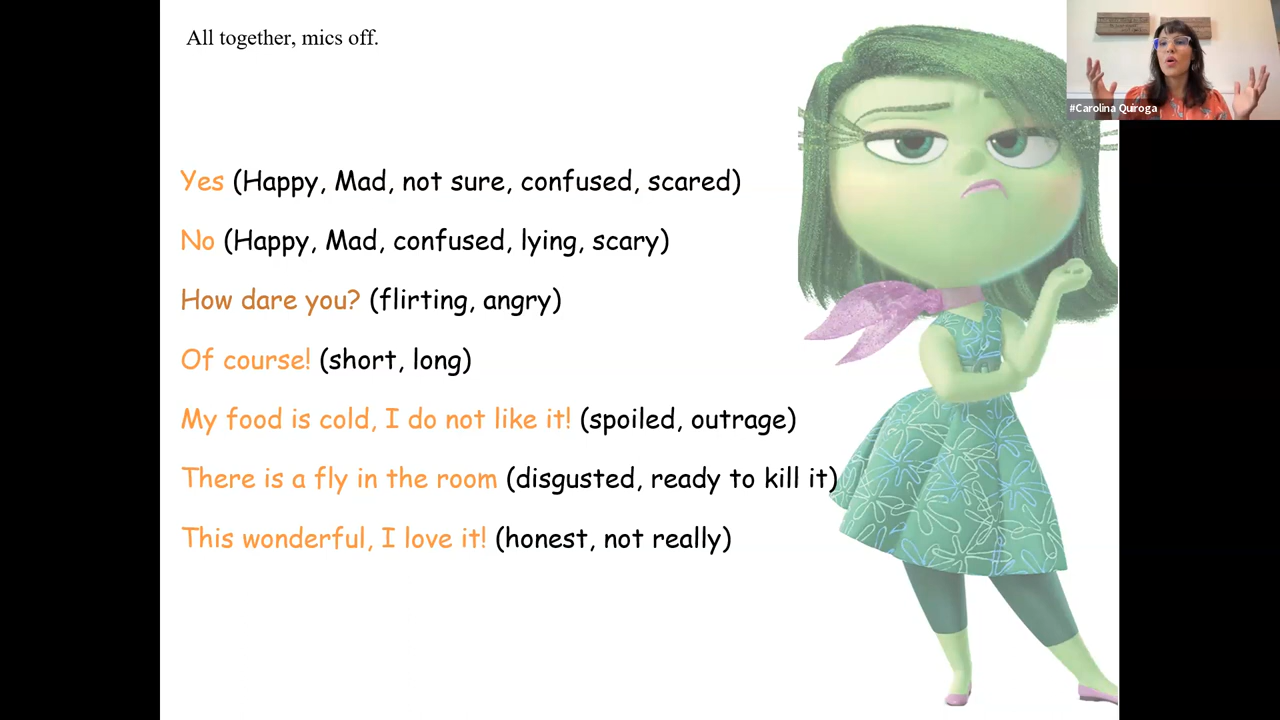 All together, mics off.
#Carolina Quiroga
Yes (Happy, Mad, not sure, confused, scared)
No (Happy, Mad, confused, lying, scary)
How dare you? (flirting, angry)
Of course! (short, long)
My food is cold, I do not like it! (spoiled, outrage)
There is a fly in the room (disgusted, ready to kill it)
This wonderful, I love it! (honest, not really)